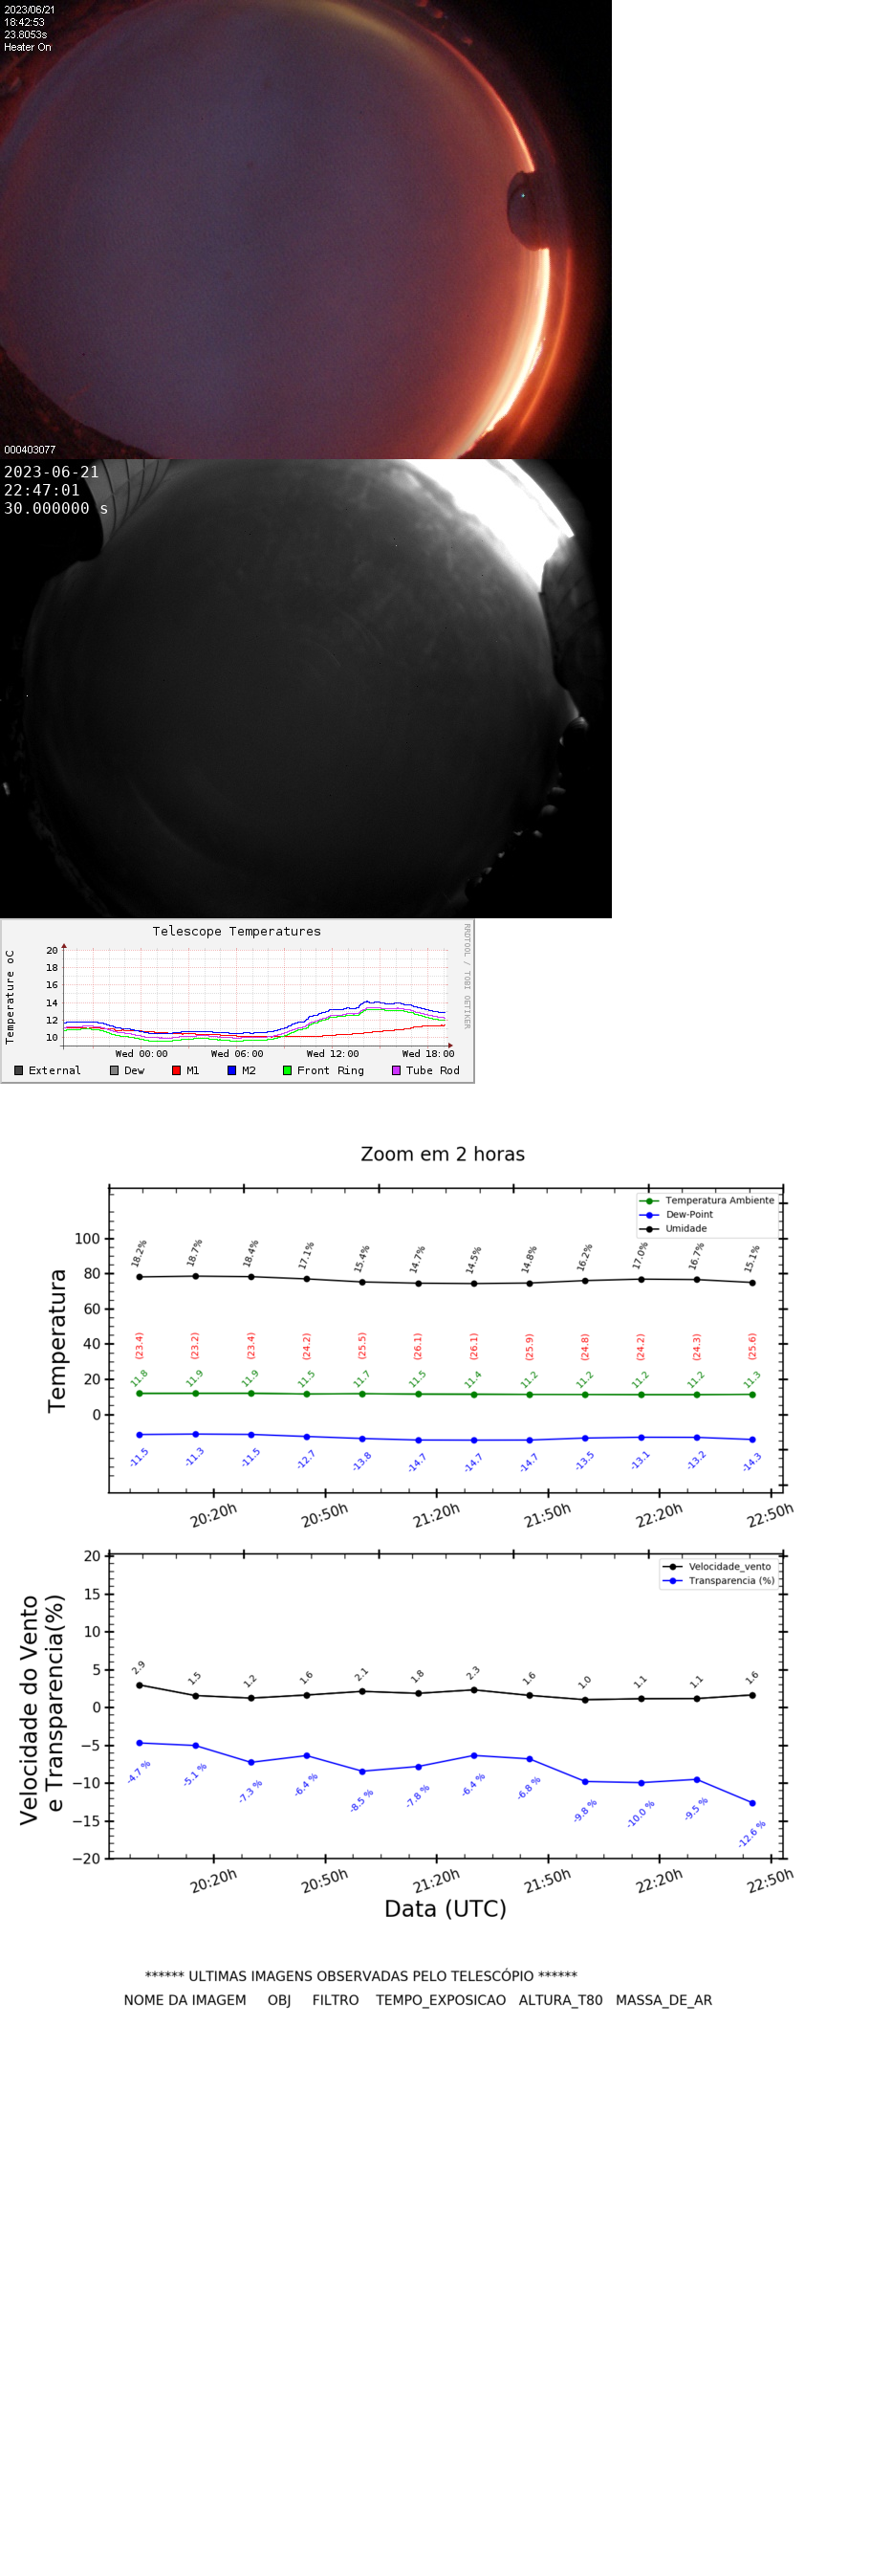 2023/06/21
18:42:53
23.8053s
Heater On
000403077
2023-06-21
22:47:01
30.000000 s
Telescope Temperatures
RRDTOOL / TOBI OETIKER
Temperature oC
20
18
16
14
12
10
Wed 00:00 Wed 06:00 Wed 12:00 Wed 18:00
External Dew M1 M2 Front Ring Tube Rod
Zoom em 2 horas
Temperatura Ambiente
Dew-Point
Umidade
Temperatura
100
80
60
40
20
0
18.2% 18.7% 18.4% 17.1% 15.4% 14.7% 14.5% 14.8% 16.2% 17.0% 16.7% 15.1%
(23.4) (23.2) (23.4) (24.2) (25.5) (26.1) (26.1) (25.9) (24.8) (24.2) (24.3) (25.6)
11.8 11.9 11.9 11.5 11.7 11.5 11.4 11.2 11.2 11.2 11.2 11.3
-11.5 -11.3 -11.5 -12.7 -13.8 -14.7 -14.7 -14.7 -13.5 -13.1 -13.2 -14.3
20:20h 20:50h 21:20h 21:50h 22:20h 22:50h
Velocidade_vento
Transparencia (%)
Velocidade do Vento
e Transparencia(%)
20
15
10
5
0
−5
−10
−15
−20
2.9 1.5 1.2 1.6 2.1 1.8 2.3 1.6 1.0 1.1 1.1 1.6
-4.7 % -5.1 % -7.3 % -6.4 % -8.5 % -7.8 % -6.4 % -6.8 % -9.8 % -10.0 % -9.5 % -12.6 %
20:20h 20:50h 21:20h 21:50h 22:20h 22:50h
Data (UTC)
****** ULTIMAS IMAGENS OBSERVADAS PELO TELESCÓPIO ******
NOME DA IMAGEM OBJ FILTRO TEMPO_EXPOSICAO ALTURA_T80 MASSA_DE_AR